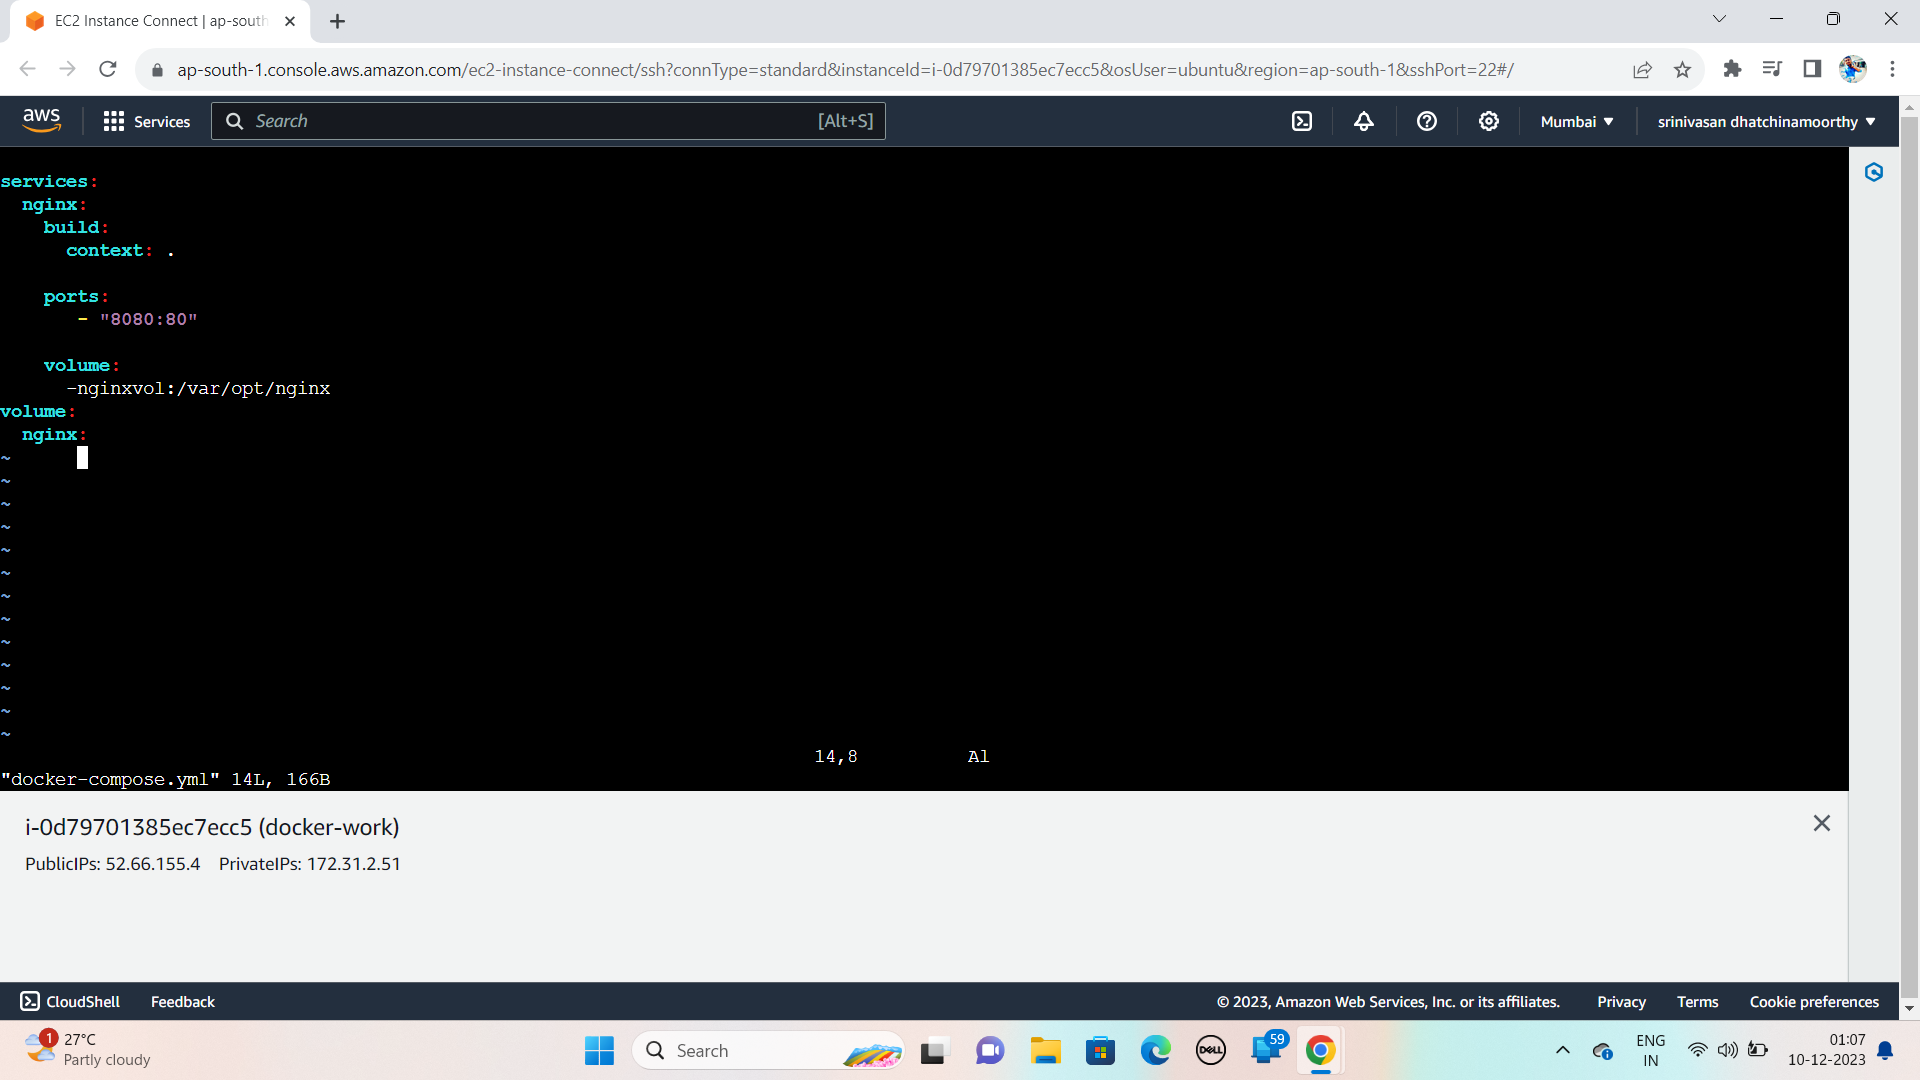 EC2 Instance Connect | ap-south
ap-south-1.console.aws.amazon.com/ec2-instance-connect/ssh?connType=standard&instanceId=i-0d79701385ec7ecc5&osUser=ubuntu&region=ap-south-1&sshPort=22#/
aws Services Search [Alt+S] Mumbai srinivasan dhatchinamoorthy
services:
  nginx:
    build:
      context: .
    ports:
       - "8080:80"
    volume:
      -nginxvol:/var/opt/nginx
volume:
  nginx:
~
~
~
~
~
~
~
~
~
~
~
~
~
14,8 Al
"docker-compose.yml" 14L, 166B
i-0d79701385ec7ecc5 (docker-work)
PublicIPs: 52.66.155.4 PrivateIPs: 172.31.2.51
CloudShell Feedback © 2023, Amazon Web Services, Inc. or its affiliates. Privacy Terms Cookie preferences
1 27°C
Partly cloudy
Search
DELL
59
ENG
IN
01:07
10-12-2023